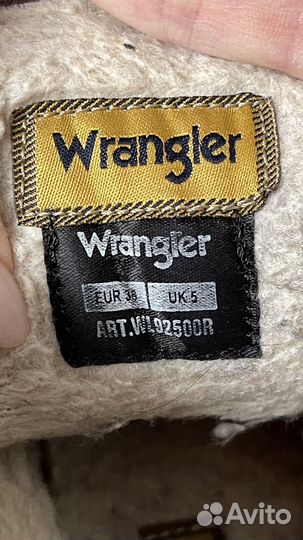 Wrangler
Wrangler
EUR 38 UK 5
ART.WL92500R
Avito